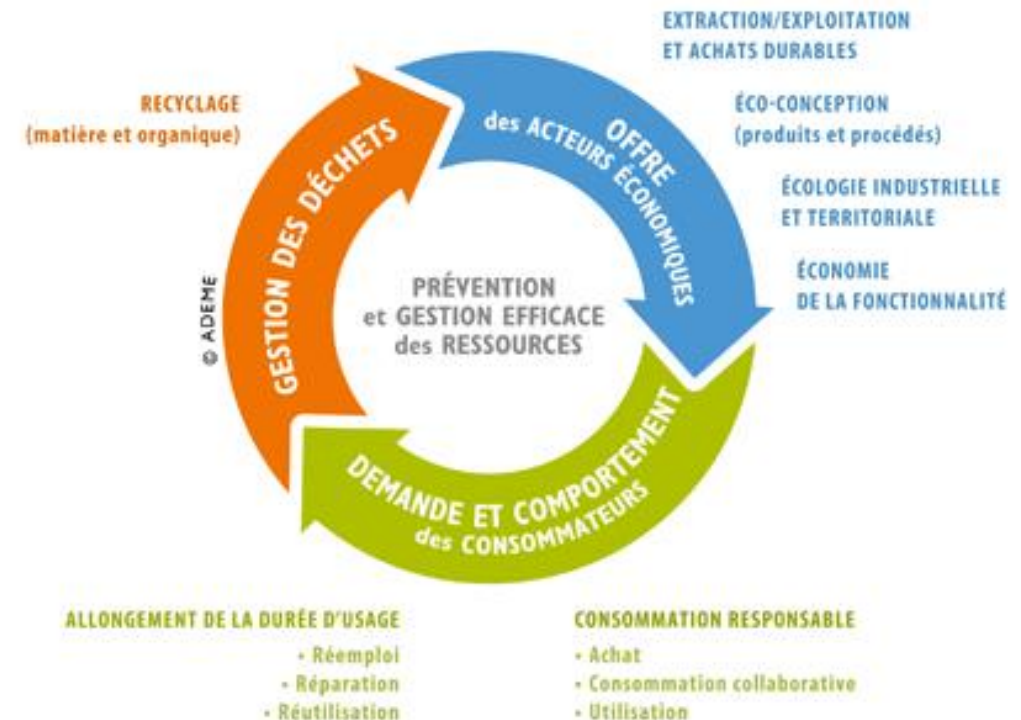 EXTRACTION/EXPLOITATION
ET ACHATS DURABLES
RECYCLAGE
(matière et organique)
ÉCO-CONCEPTION
(produits et procédés)
ÉCOLOGIE INDUSTRIELLE
ET TERRITORIALE
ÉCONOMIE
DE LA FONCTIONNALITÉ
OFFRE
des ACTEURS ÉCONOMIQUES
GESTION DES DÉCHETS
PRÉVENTION
et GESTION EFFICACE
des RESSOURCES
© ADEME
DEMANDE ET COMPORTEMENT
des CONSOMMATEURS
ALLONGEMENT DE LA DURÉE D'USAGE
• Réemploi
• Réparation
• Réutilisation
CONSOMMATION RESPONSABLE
• Achat
• Consommation collaborative
• Utilisation